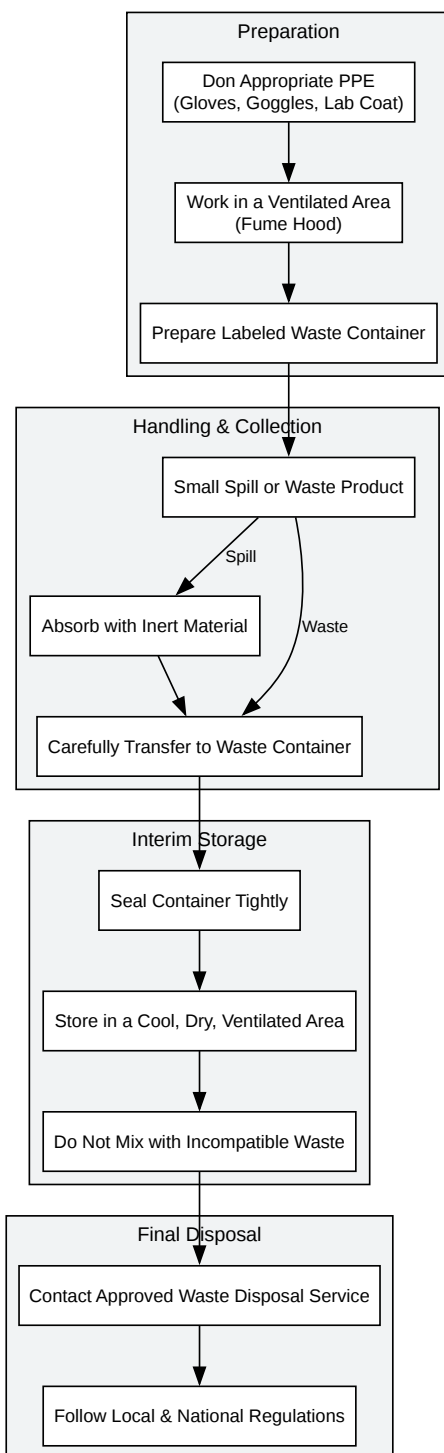 Preparation
Don Appropriate PPE
(Gloves, Goggles, Lab Coat)
Work in a Ventilated Area
(Fume Hood)
Prepare Labeled Waste Container
Handling & Collection
Small Spill or Waste Product
Spill
Absorb with Inert Material
Waste
Carefully Transfer to Waste Container
Interim Storage
Seal Container Tightly
Store in a Cool, Dry, Ventilated Area
Do Not Mix with Incompatible Waste
Final Disposal
Contact Approved Waste Disposal Service
Follow Local & National Regulations